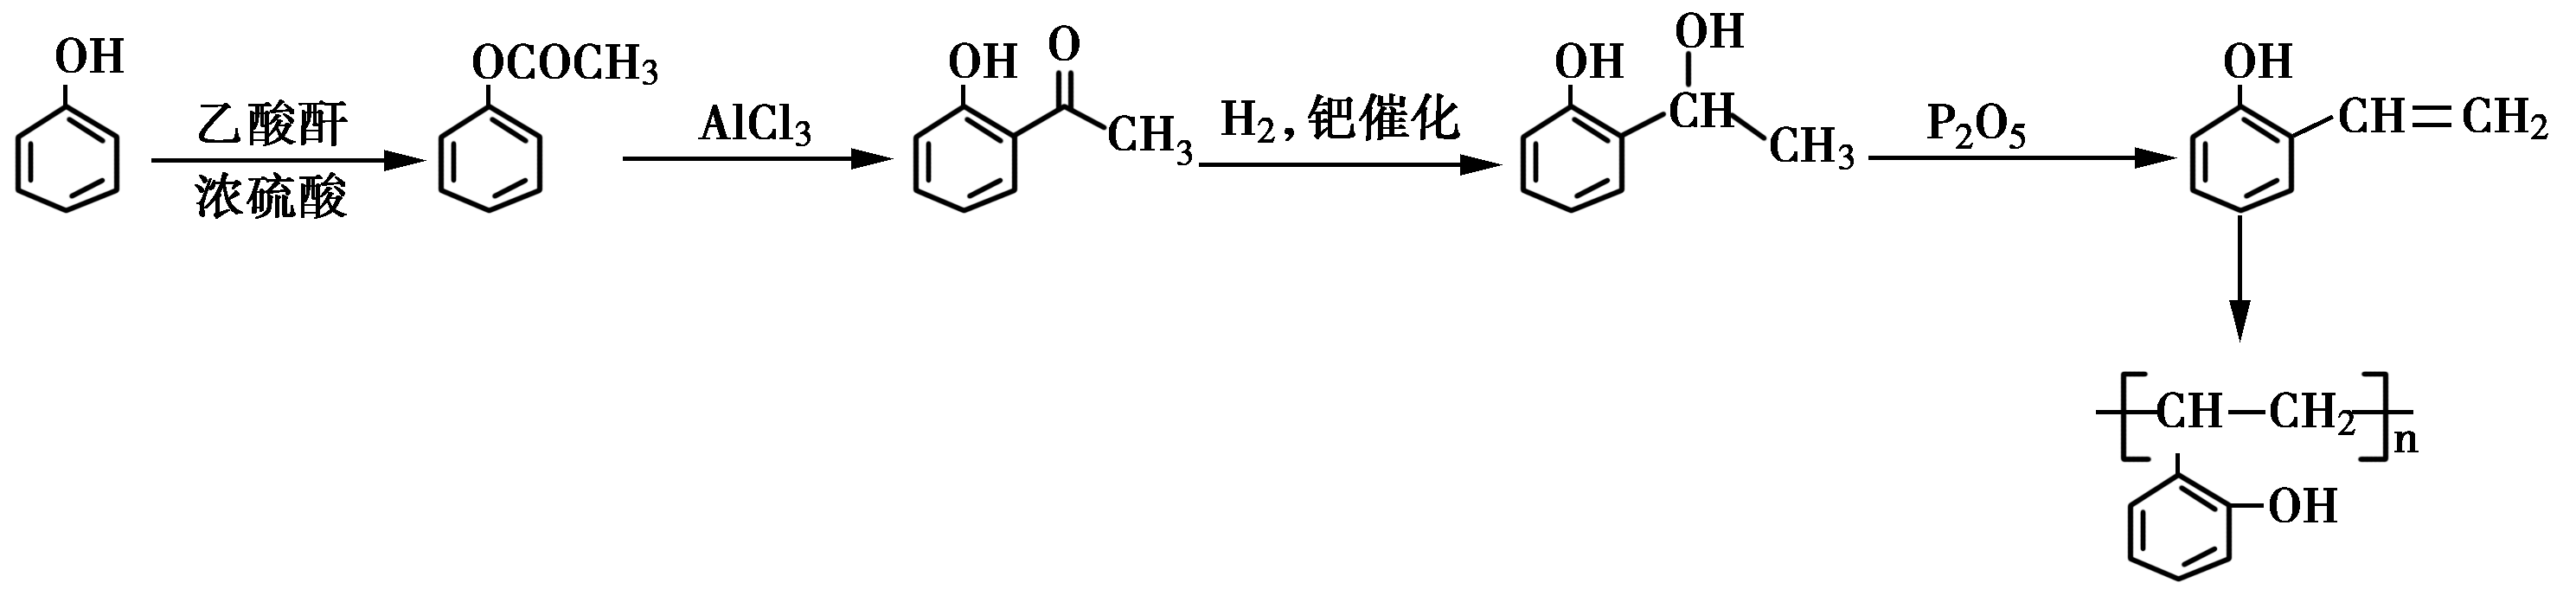 OH
乙酸酐
浓硫酸
OCOCH₃
AlCl₃
OH
O
CH₃
H₂,钯催化
OH
OH
CH
CH₃
P₂O₅
OH
CH=CH₂
[CH—CH₂]n
OH